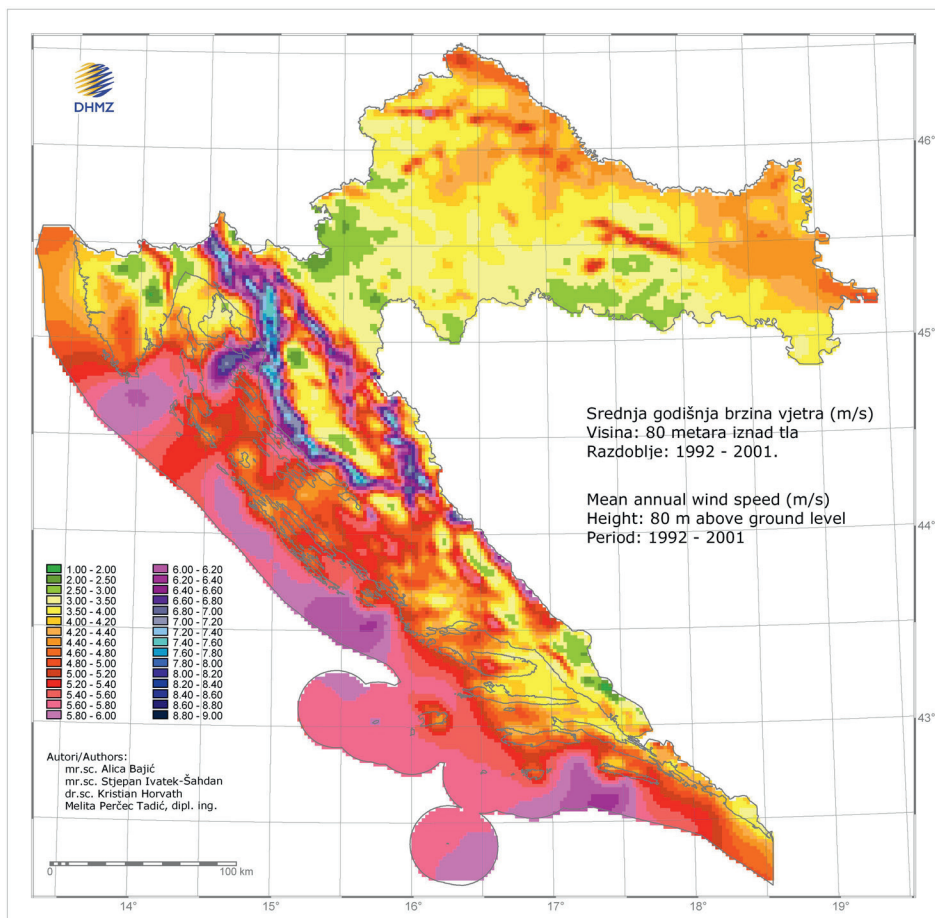 DHMZ
46°
45°
Srednja godišnja brzina vjetra (m/s)
Visina: 80 metara iznad tla
Razdoblje: 1992 - 2001.
Mean annual wind speed (m/s)
Height: 80 m above ground level
Period: 1992 - 2001
44°
1.00 - 2.00 6.00 - 6.20
2.00 - 2.50 6.20 - 6.40
2.50 - 3.00 6.40 - 6.60
3.00 - 3.50 6.60 - 6.80
3.50 - 4.00 6.80 - 7.00
4.00 - 4.20 7.00 - 7.20
4.20 - 4.40 7.20 - 7.40
4.40 - 4.60 7.40 - 7.60
4.60 - 4.80 7.60 - 7.80
4.80 - 5.00 7.80 - 8.00
5.00 - 5.20 8.00 - 8.20
5.20 - 5.40 8.20 - 8.40
5.40 - 5.60 8.40 - 8.60
5.60 - 5.80 8.60 - 8.80
5.80 - 6.00 8.80 - 9.00
43°
Autori/Authors:
mr.sc. Alica Bajić
mr.sc. Stjepan Ivatek-Šahdan
dr.sc. Kristian Horvath
Melita Perčec Tadić, dipl. ing.
0 100 km
14° 15° 16° 17° 18° 19°